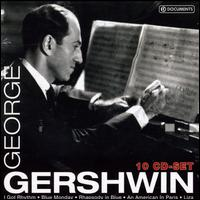 DOCUMENTS
GEORGE
10 CD-SET
GERSHWIN
I Got Rhythm • Blue Monday • Rhapsody in Blue • An American In Paris • Liza